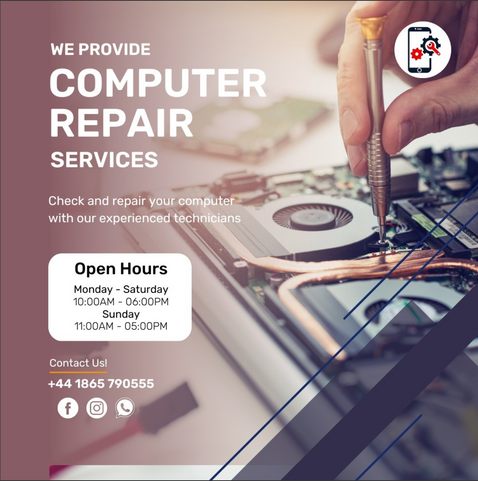 WE PROVIDE
COMPUTER
REPAIR
SERVICES
Check and repair your computer
with our experienced technicians
Open Hours
Monday - Saturday
10:00AM - 06:00PM
Sunday
11:00AM - 05:00PM
Contact Us!
+44 1865 790555